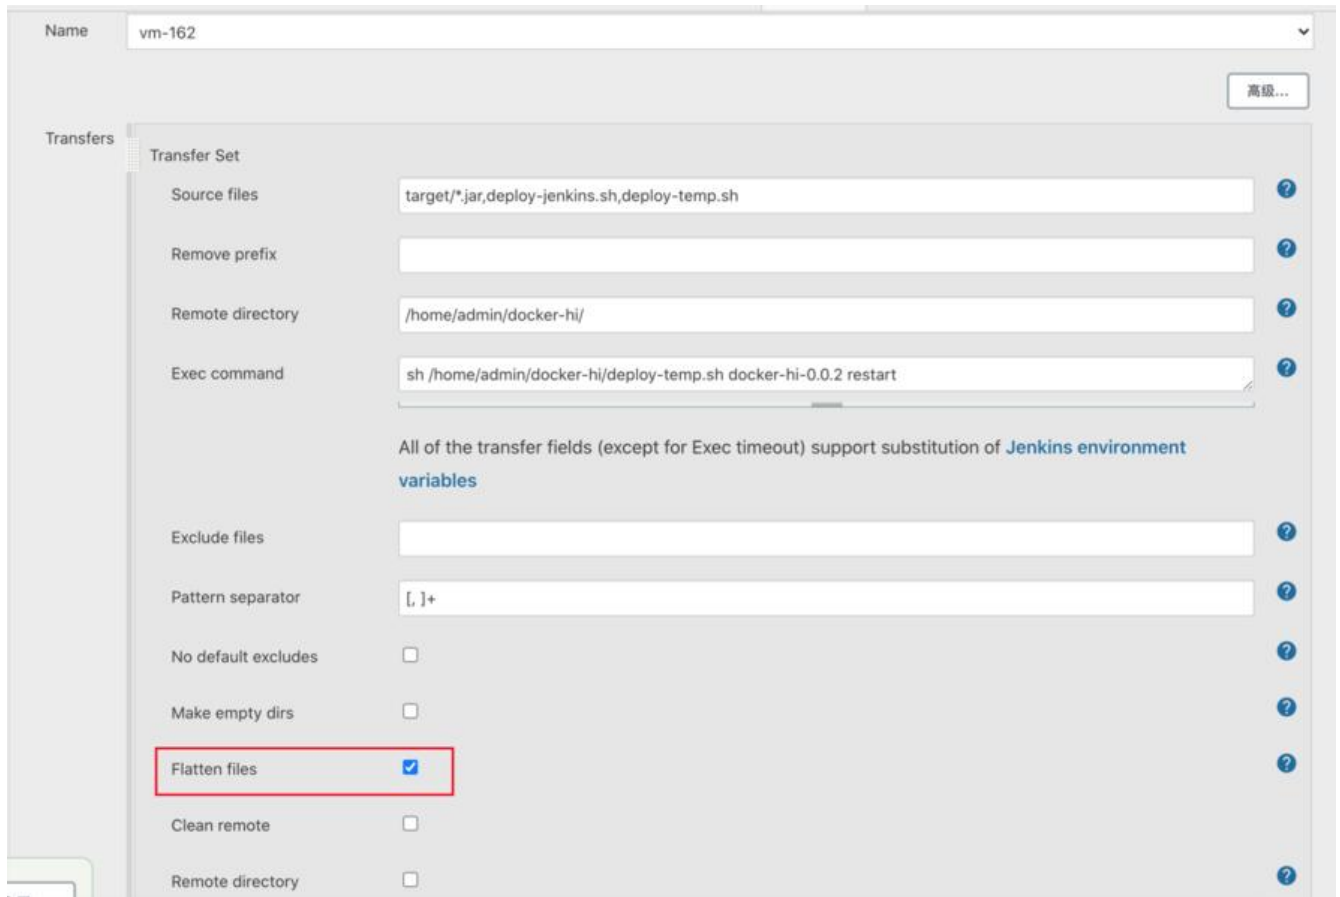 Name
vm-162
高级...
Transfers
Transfer Set
Source files
target/*.jar,deploy-jenkins.sh,deploy-temp.sh
Remove prefix
Remote directory
/home/admin/docker-hi/
Exec command
sh /home/admin/docker-hi/deploy-temp.sh docker-hi-0.0.2 restart
All of the transfer fields (except for Exec timeout) support substitution of Jenkins environment
variables
Exclude files
Pattern separator
[, ]+
No default excludes
Make empty dirs
Flatten files
Clean remote
Remote directory